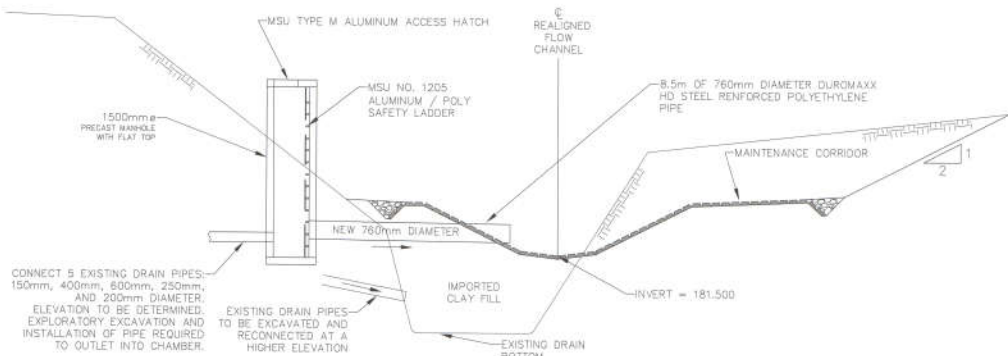 MSU TYPE M ALUMINUM ACCESS HATCH
℄
REALIGNED
FLOW
CHANNEL
MSU NO. 1205
ALUMINUM / POLY
SAFETY LADDER
8.5m OF 760mm DIAMETER DUROMAXX
HD STEEL RENFORCED POLYETHYLENE
PIPE
1500mmø
PRECAST MANHOLE
WITH FLAT TOP
MAINTENANCE CORRIDOR
1
2
NEW 760mm DIAMETER
CONNECT 5 EXISTING DRAIN PIPES:
150mm, 400mm, 600mm, 250mm,
AND 200mm DIAMETER.
ELEVATION TO BE DETERMINED.
EXPLORATORY EXCAVATION AND
INSTALLATION OF PIPE REQUIRED
TO OUTLET INTO CHAMBER.
EXISTING DRAIN PIPES
TO BE EXCAVATED AND
RECONNECTED AT A
HIGHER ELEVATION
IMPORTED
CLAY FILL
INVERT = 181.500
EXISTING DRAIN
BOTTOM